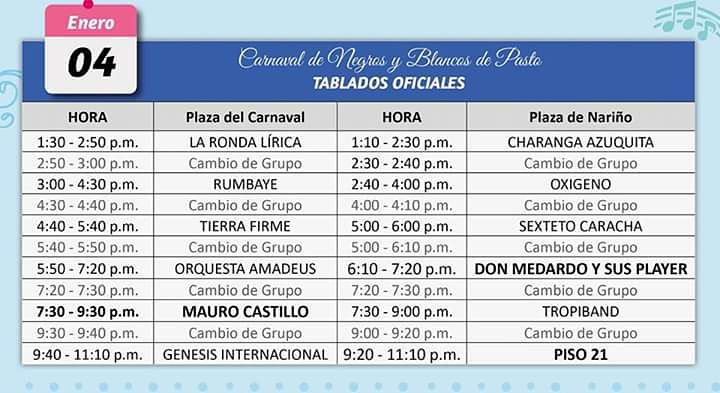 Enero
04
Carnaval de Negros y Blancos de Pasto
TABLADOS OFICIALES
HORA Plaza del Carnaval HORA Plaza de Nariño
1:30 - 2:50 p.m. LA RONDA LÍRICA 1:10 - 2:30 p.m. CHARANGA AZUQUITA
2:50 - 3:00 p.m. Cambio de Grupo 2:30 - 2:40 p.m. Cambio de Grupo
3:00 - 4:30 p.m. RUMBAYE 2:40 - 4:00 p.m. OXIGENO
4:30 - 4:40 p.m. Cambio de Grupo 4:00 - 4:10 p.m. Cambio de Grupo
4:40 - 5:40 p.m. TIERRA FIRME 5:00 - 6:00 p.m. SEXTETO CARACHA
5:40 - 5:50 p.m. Cambio de Grupo 5:00 - 6:10 p.m. Cambio de Grupo
5:50 - 7:20 p.m. ORQUESTA AMADEUS 6:10 - 7:20 p.m. DON MEDARDO Y SUS PLAYER
7:20 - 7:30 p.m. Cambio de Grupo 7:20 - 7:30 p.m. Cambio de Grupo
7:30 - 9:30 p.m. MAURO CASTILLO 7:30 - 9:00 p.m. TROPIBAND
9:30 - 9:40 p.m. Cambio de Grupo 9:00 - 9:20 p.m. Cambio de Grupo
9:40 - 11:10 p.m. GENESIS INTERNACIONAL 9:20 - 11:10 p.m. PISO 21